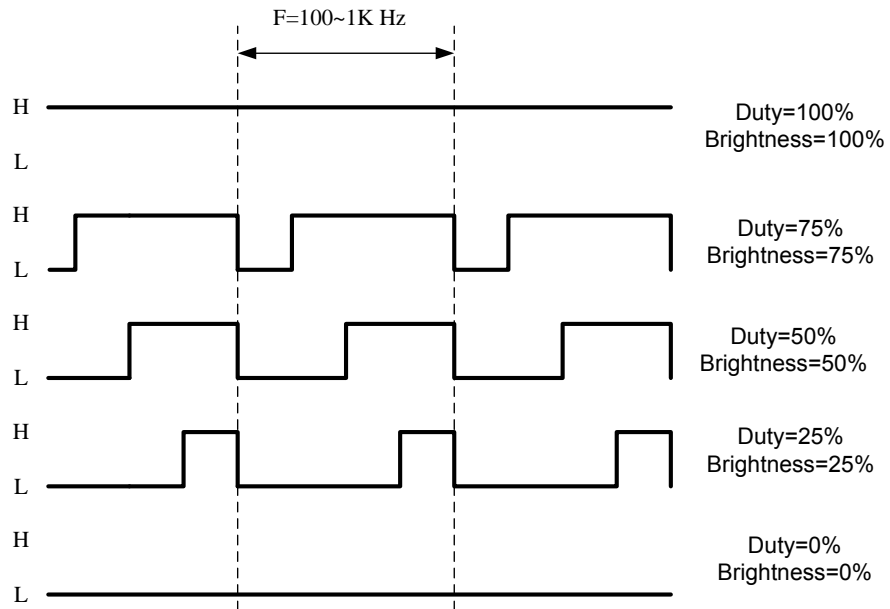 F=100~1K Hz
H
L
Duty=100%
Brightness=100%
H
L
Duty=75%
Brightness=75%
H
L
Duty=50%
Brightness=50%
H
L
Duty=25%
Brightness=25%
H
L
Duty=0%
Brightness=0%